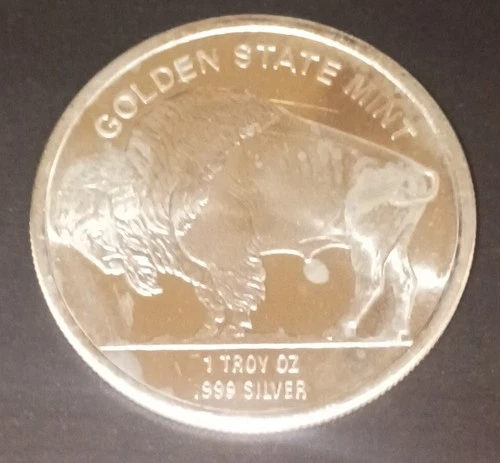 GOLDEN STATE MINT
1 TROY OZ
.999 SILVER